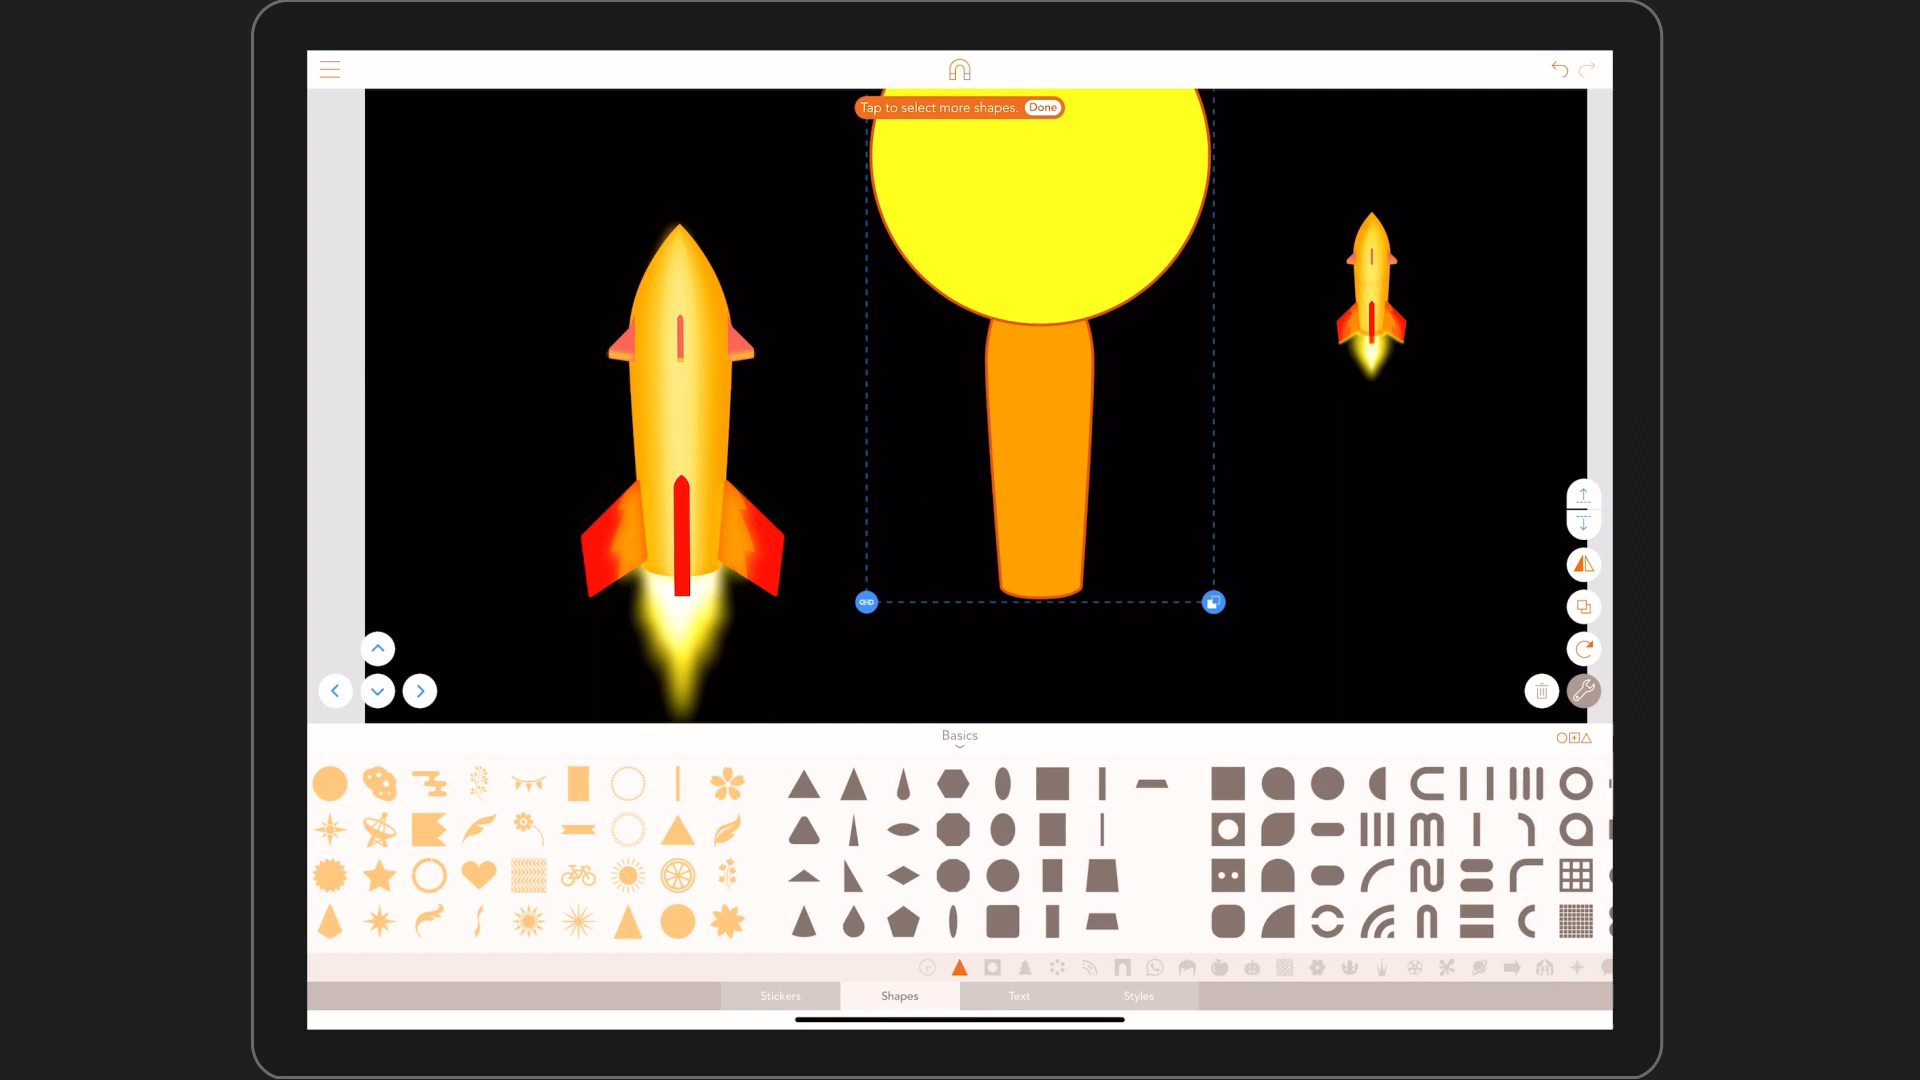 Tap to select more shapes. Done
Basics
Stickers
Shapes
Text
Styles